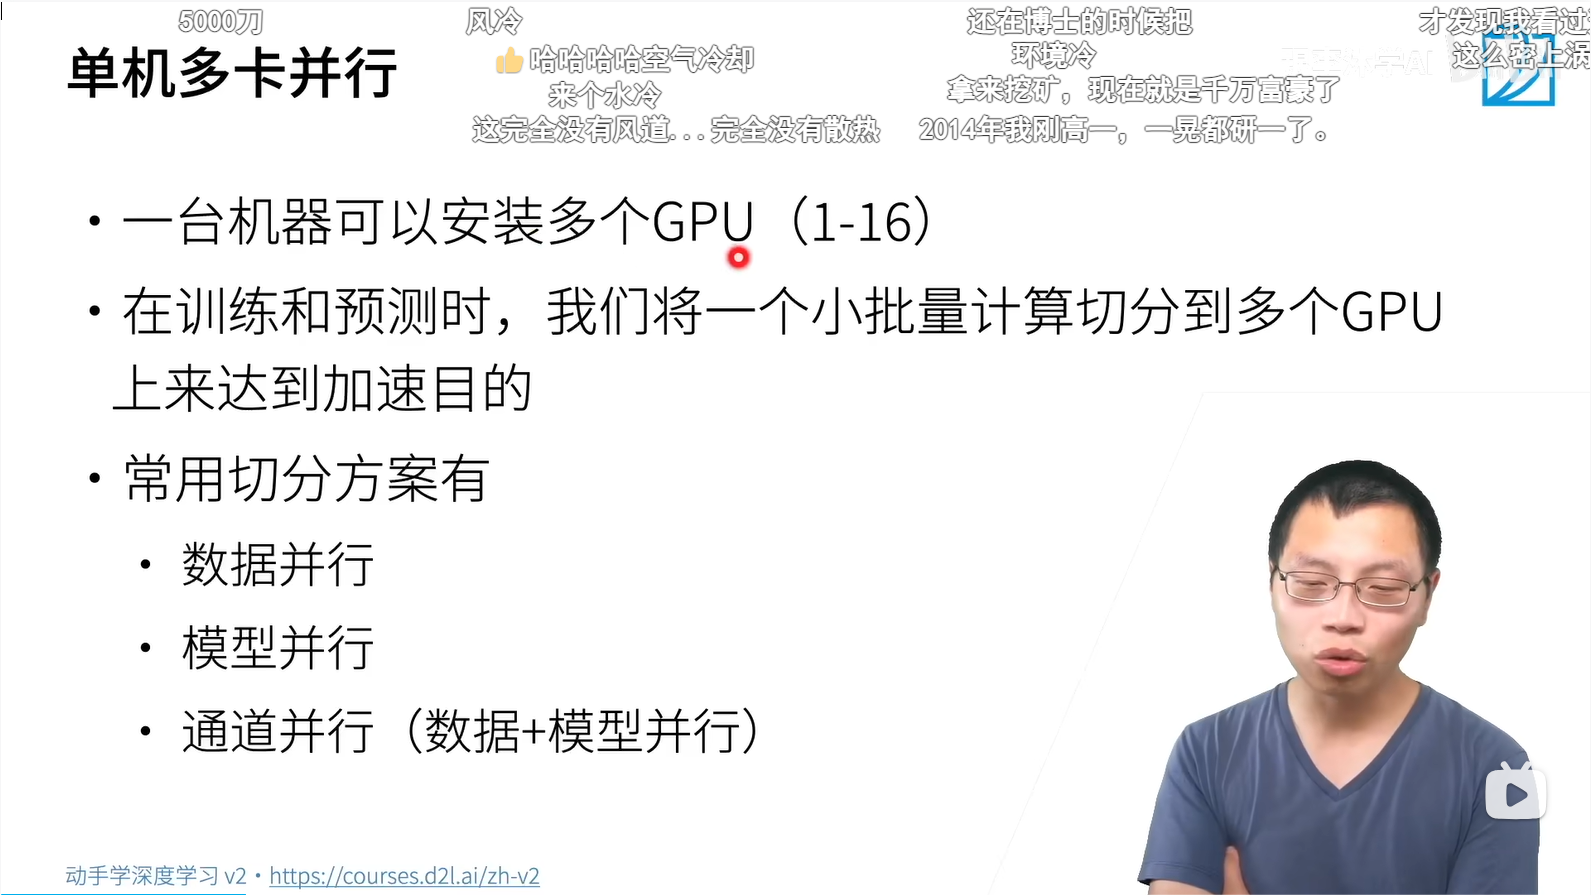 5000刀
风冷
还在博士的时候把
才发现我看过
单机多卡并行
哈哈哈哈空气冷却
环境冷
这么密上涡
来个水冷
拿来挖矿，现在就是千万富豪了
这完全没有风道...完全没有散热
2014年我刚高一，一晃都研一了。
•一台机器可以安装多个GPU（1-16）
•在训练和预测时，我们将一个小批量计算切分到多个GPU
上来达到加速目的
•常用切分方案有
•数据并行
•模型并行
•通道并行（数据+模型并行）
动手学深度学习 v2 • https://courses.d2l.ai/zh-v2